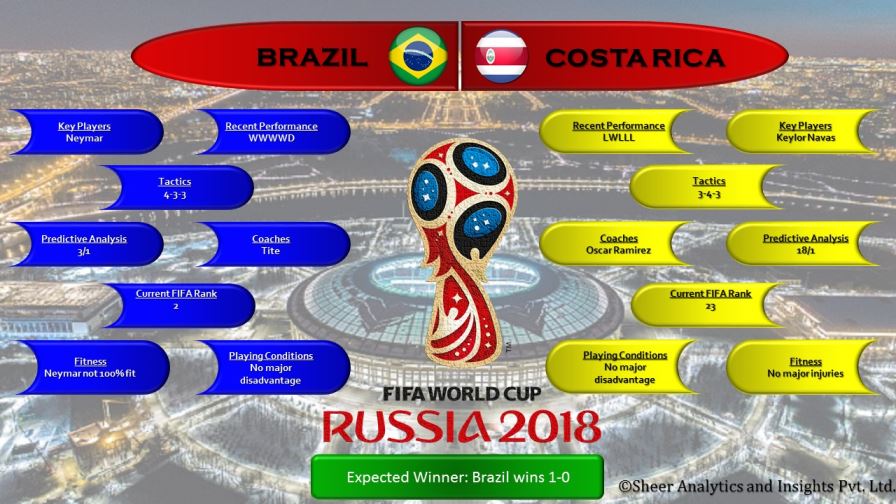 BRAZIL
COSTA RICA
Key Players
Neymar
Recent Performance
WWWWD
Tactics
4-3-3
Predictive Analysis
3/1
Coaches
Tite
Current FIFA Rank
2
Fitness
Neymar not 100% fit
Playing Conditions
No major
disadvantage
Recent Performance
LWLLL
Key Players
Keylor Navas
Tactics
3-4-3
Coaches
Oscar Ramirez
Predictive Analysis
18/1
Current FIFA Rank
23
Playing Conditions
No major
disadvantage
Fitness
No major injuries
TM
FIFA WORLD CUP
RUSSIA 2018
Expected Winner: Brazil wins 1-0
©Sheer Analytics and Insights Pvt. Ltd.